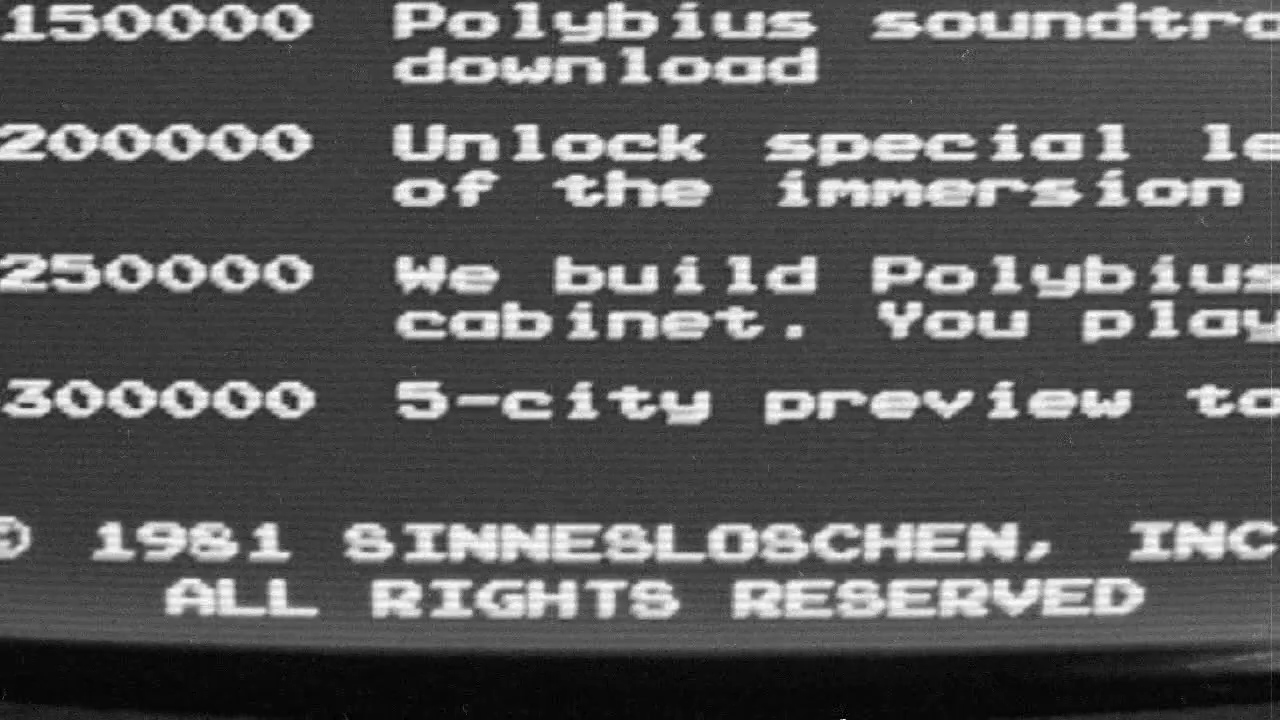 150000 Polybius soundtra
download
200000 Unlock special le
of the immersion
250000 We build Polybius
cabinet. You play
300000 5-city preview to
© 1981 SINNESLOSCHEN, INC
ALL RIGHTS RESERVED